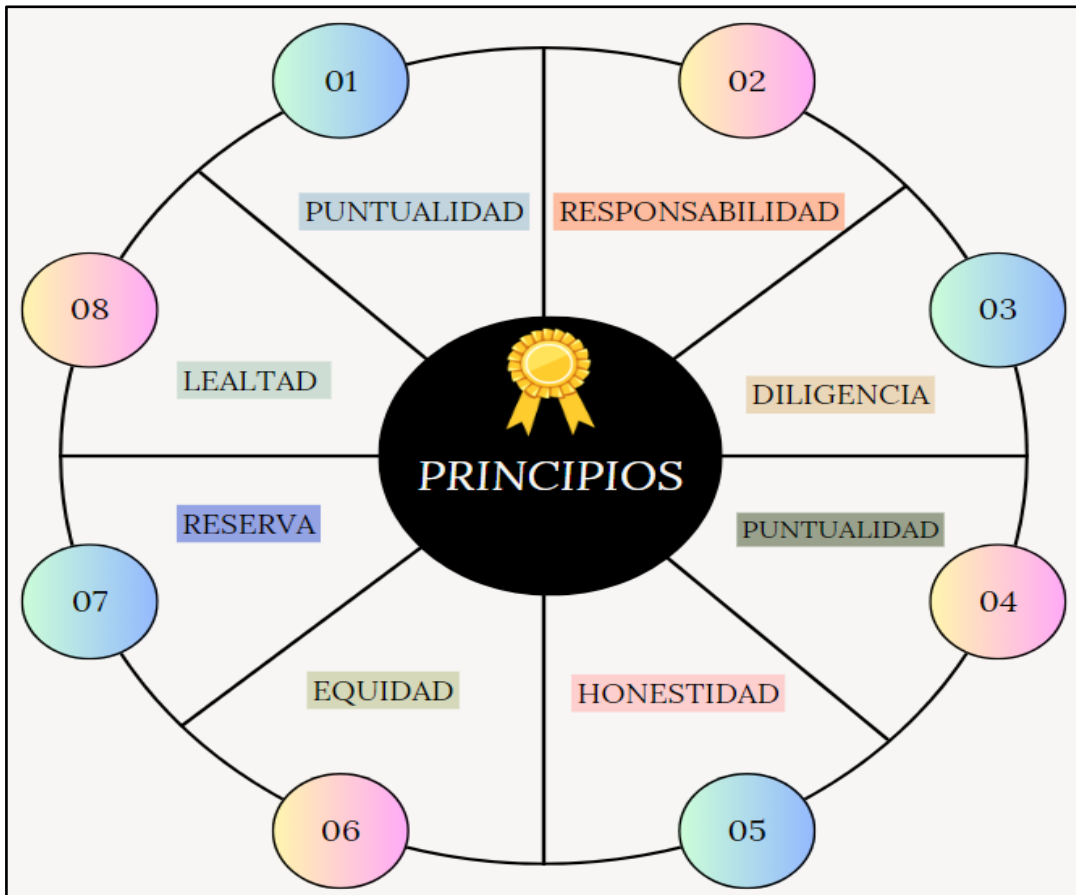 01
02
PUNTUALIDAD
RESPONSABILIDAD
08
03
LEALTAD
DILIGENCIA
PRINCIPIOS
RESERVA
PUNTUALIDAD
07
04
EQUIDAD
HONESTIDAD
06
05